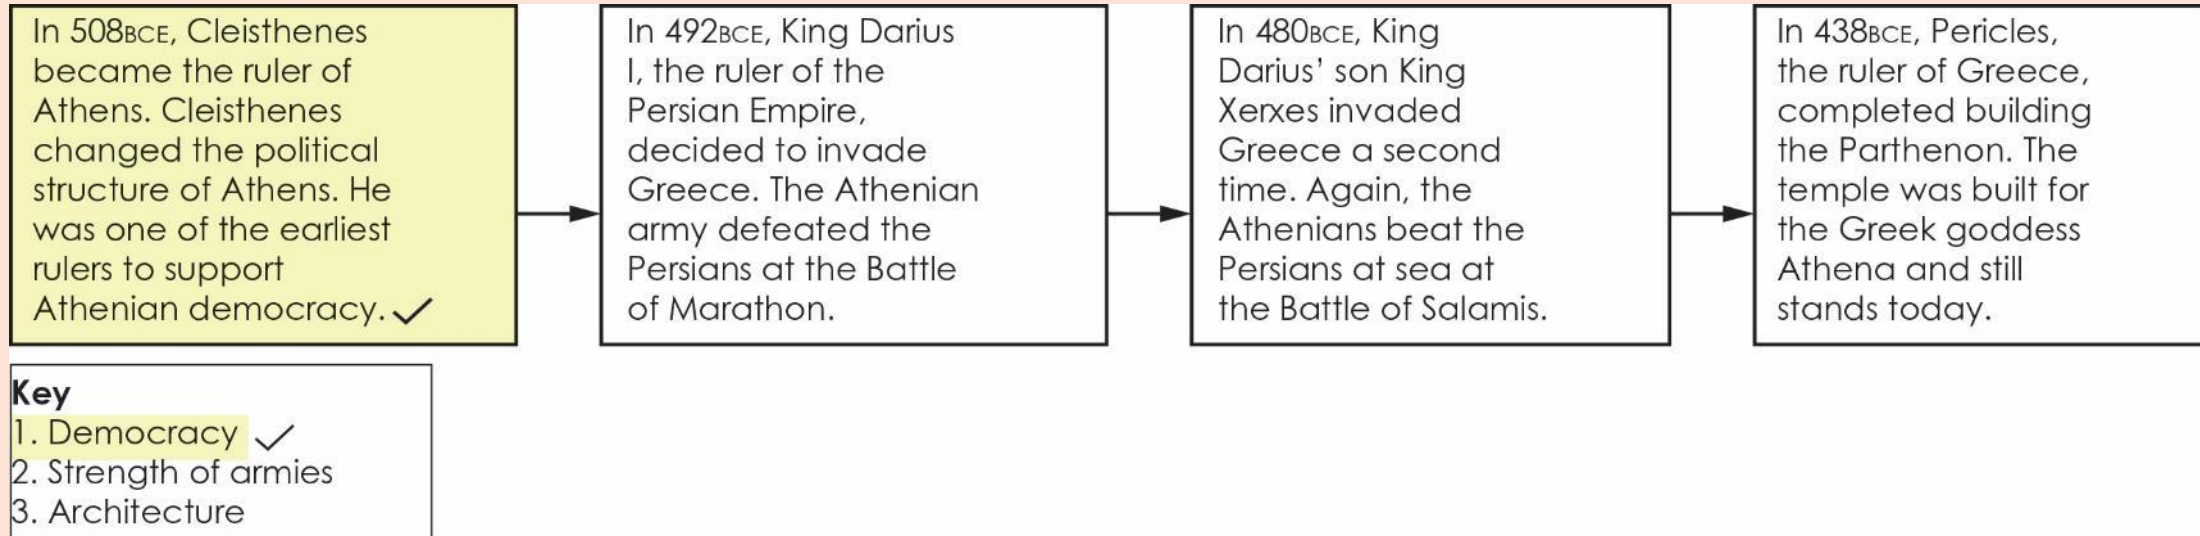 In 508BCE, Cleisthenes
became the ruler of
Athens. Cleisthenes
changed the political
structure of Athens. He
was one of the earliest
rulers to support
Athenian democracy.
In 492BCE, King Darius
I, the ruler of the
Persian Empire,
decided to invade
Greece. The Athenian
army defeated the
Persians at the Battle
of Marathon.
In 480BCE, King
Darius’ son King
Xerxes invaded
Greece a second
time. Again, the
Athenians beat the
Persians at sea at
the Battle of Salamis.
In 438BCE, Pericles,
the ruler of Greece,
completed building
the Parthenon. The
temple was built for
the Greek goddess
Athena and still
stands today.
Key
1. Democracy
2. Strength of armies
3. Architecture